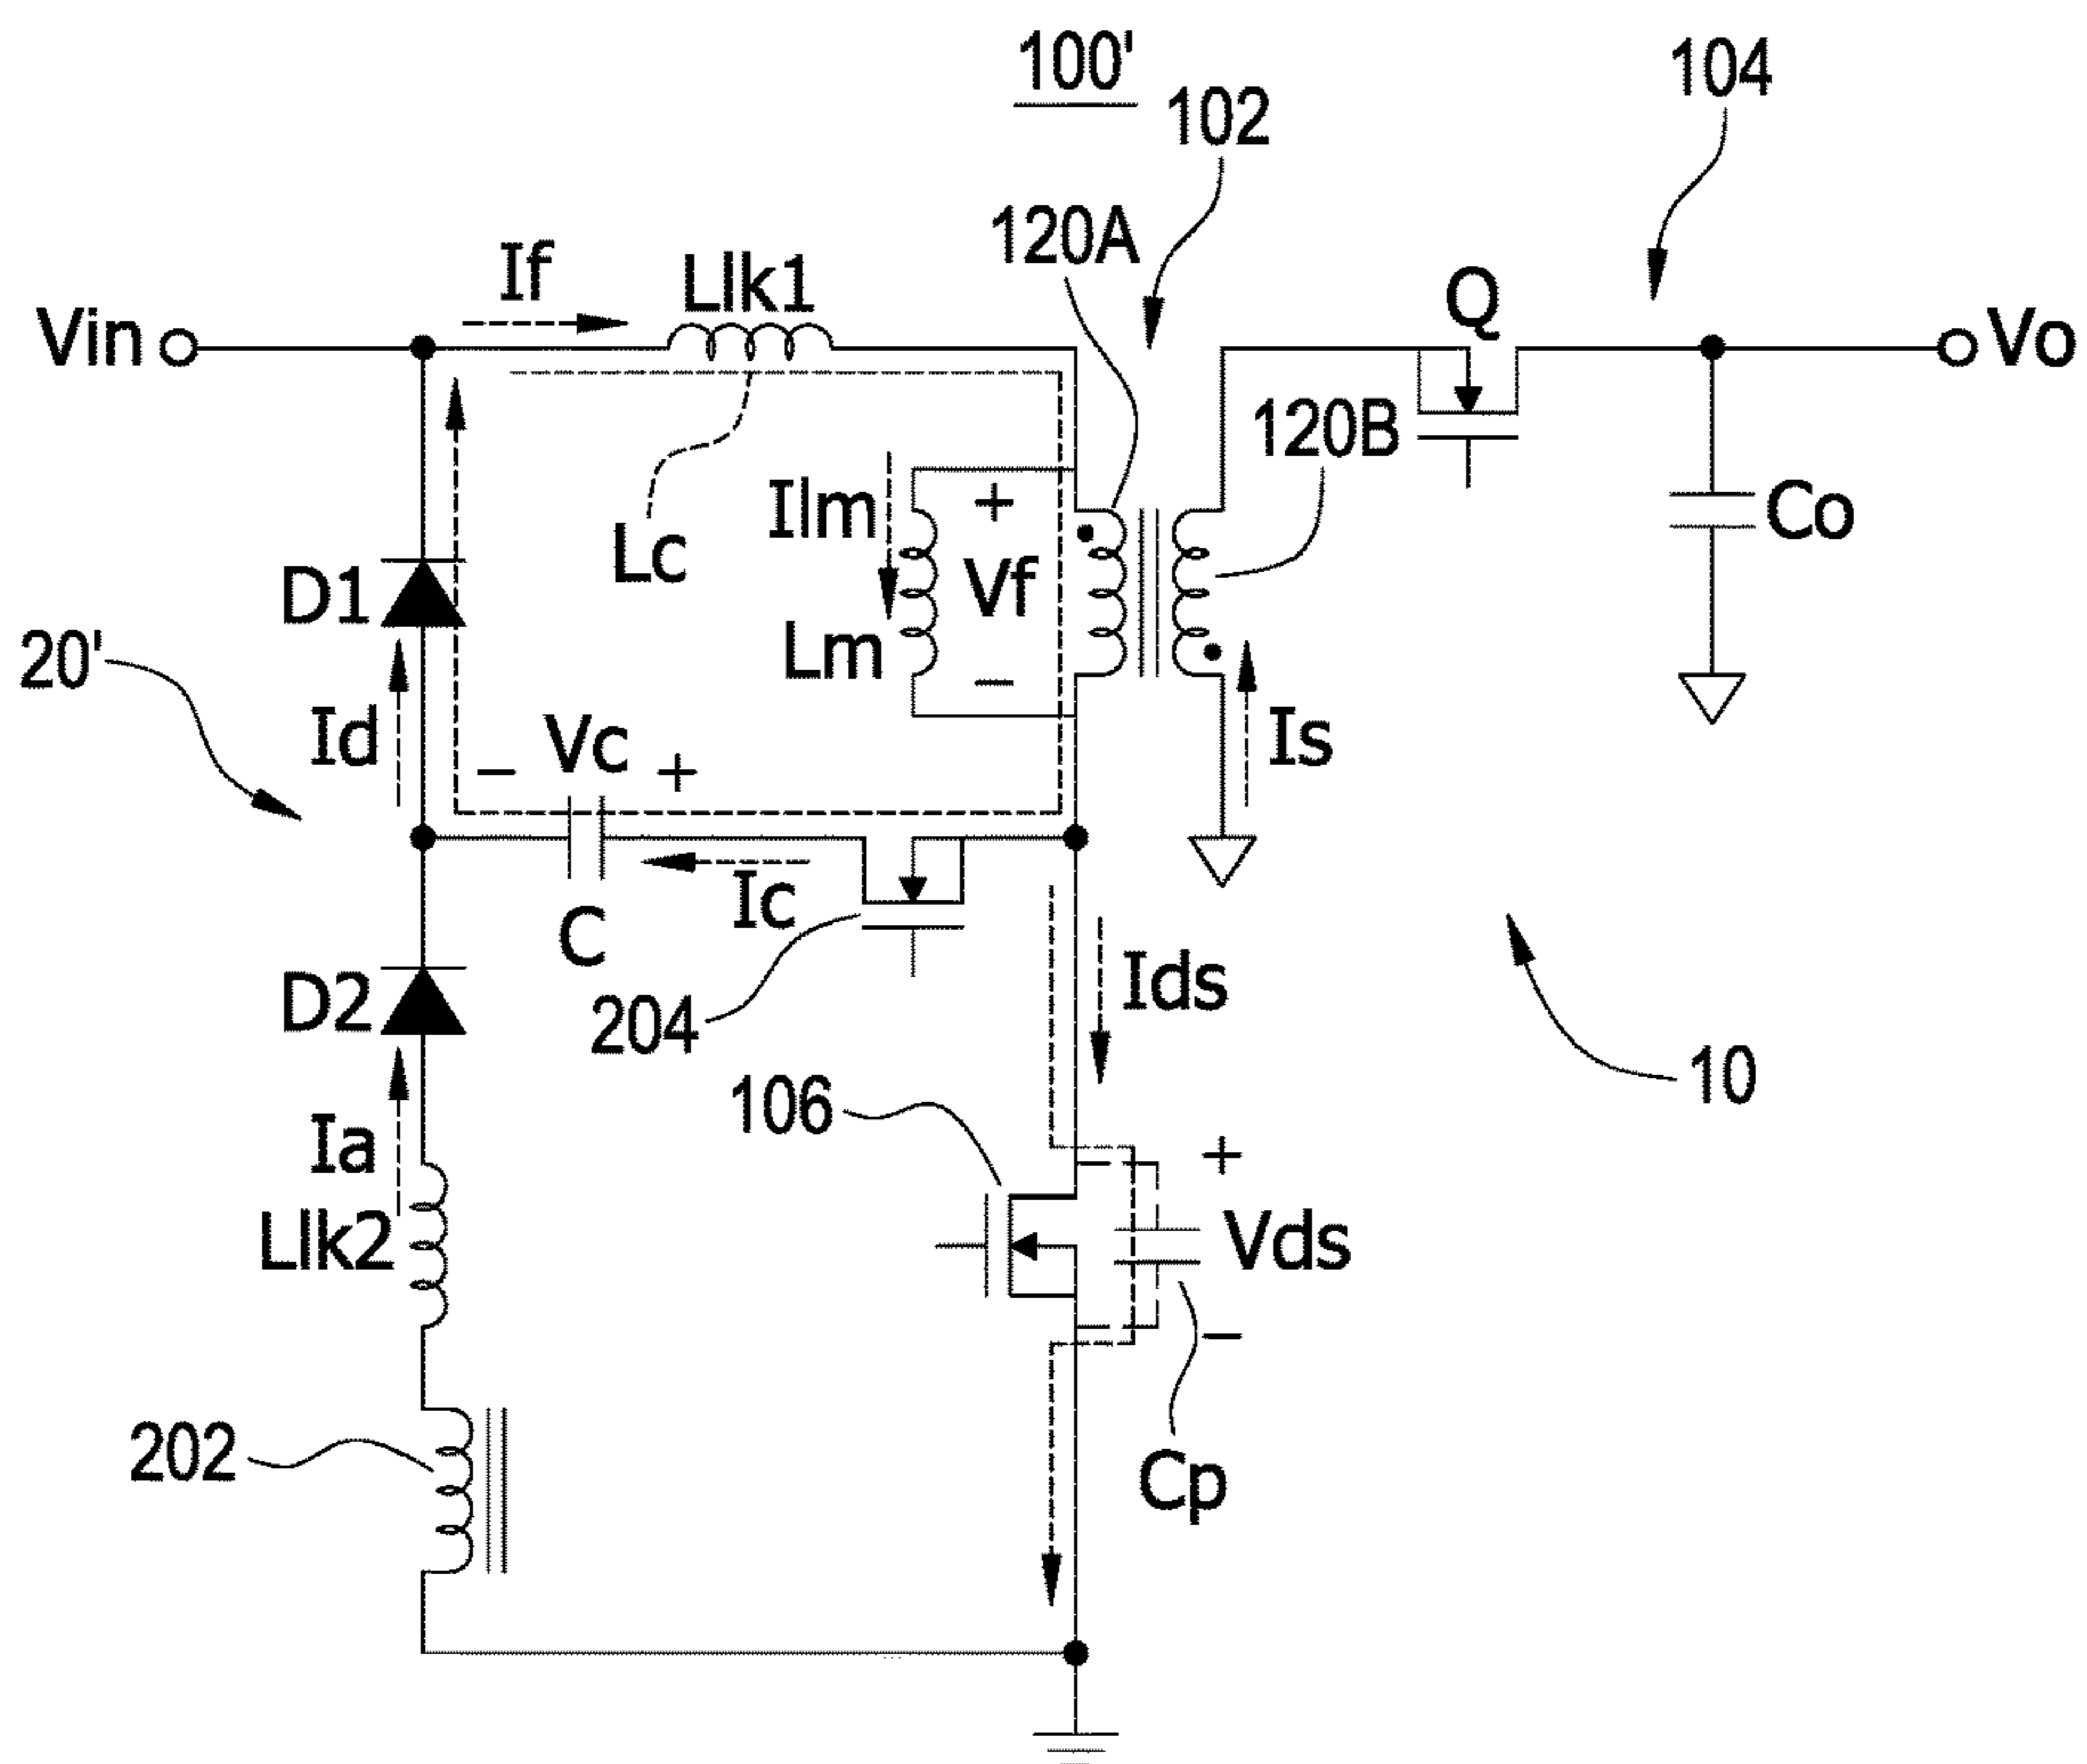 100'
104
102
120A
If
Llk1
Q
Vin
Vo
120B
Ilm
+
Co
Vf
Lc
D1
Lm
−
20'
Id
Vc
Is
− +
Ic
C
D2
Ids
204
10
106
Ia
+
Llk2
Vds
−
202
Cp